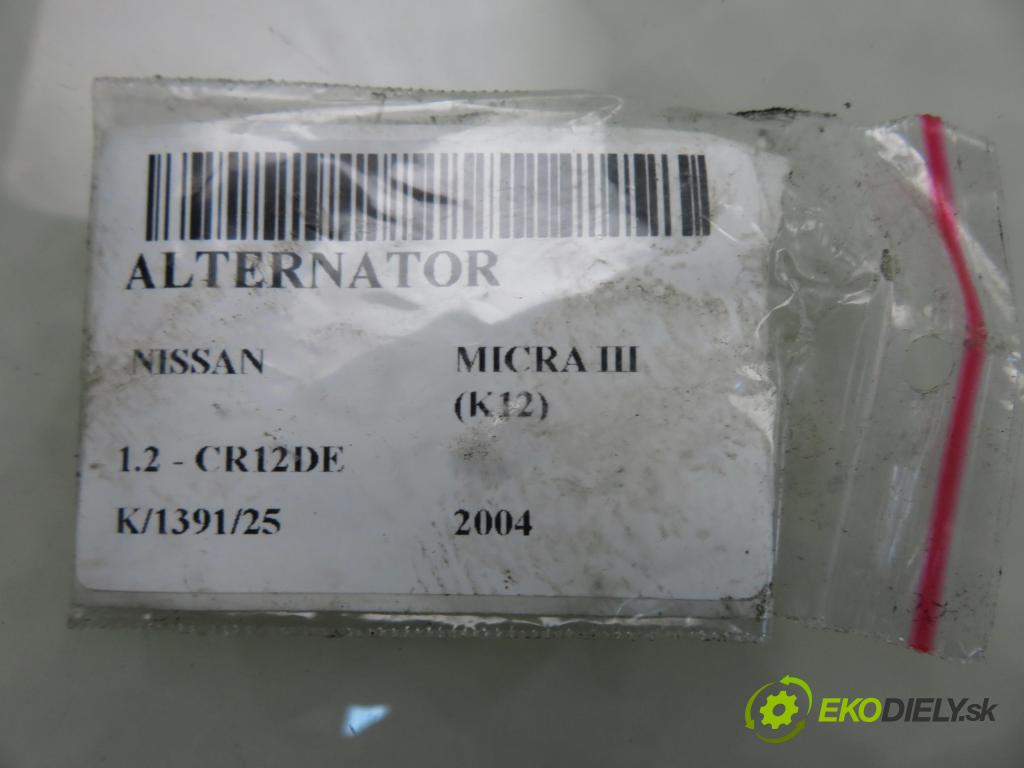 ALTERNATOR
NISSAN MICRA III
(K12)
1.2 - CR12DE
K/1391/25 2004
EKODIELY.sk